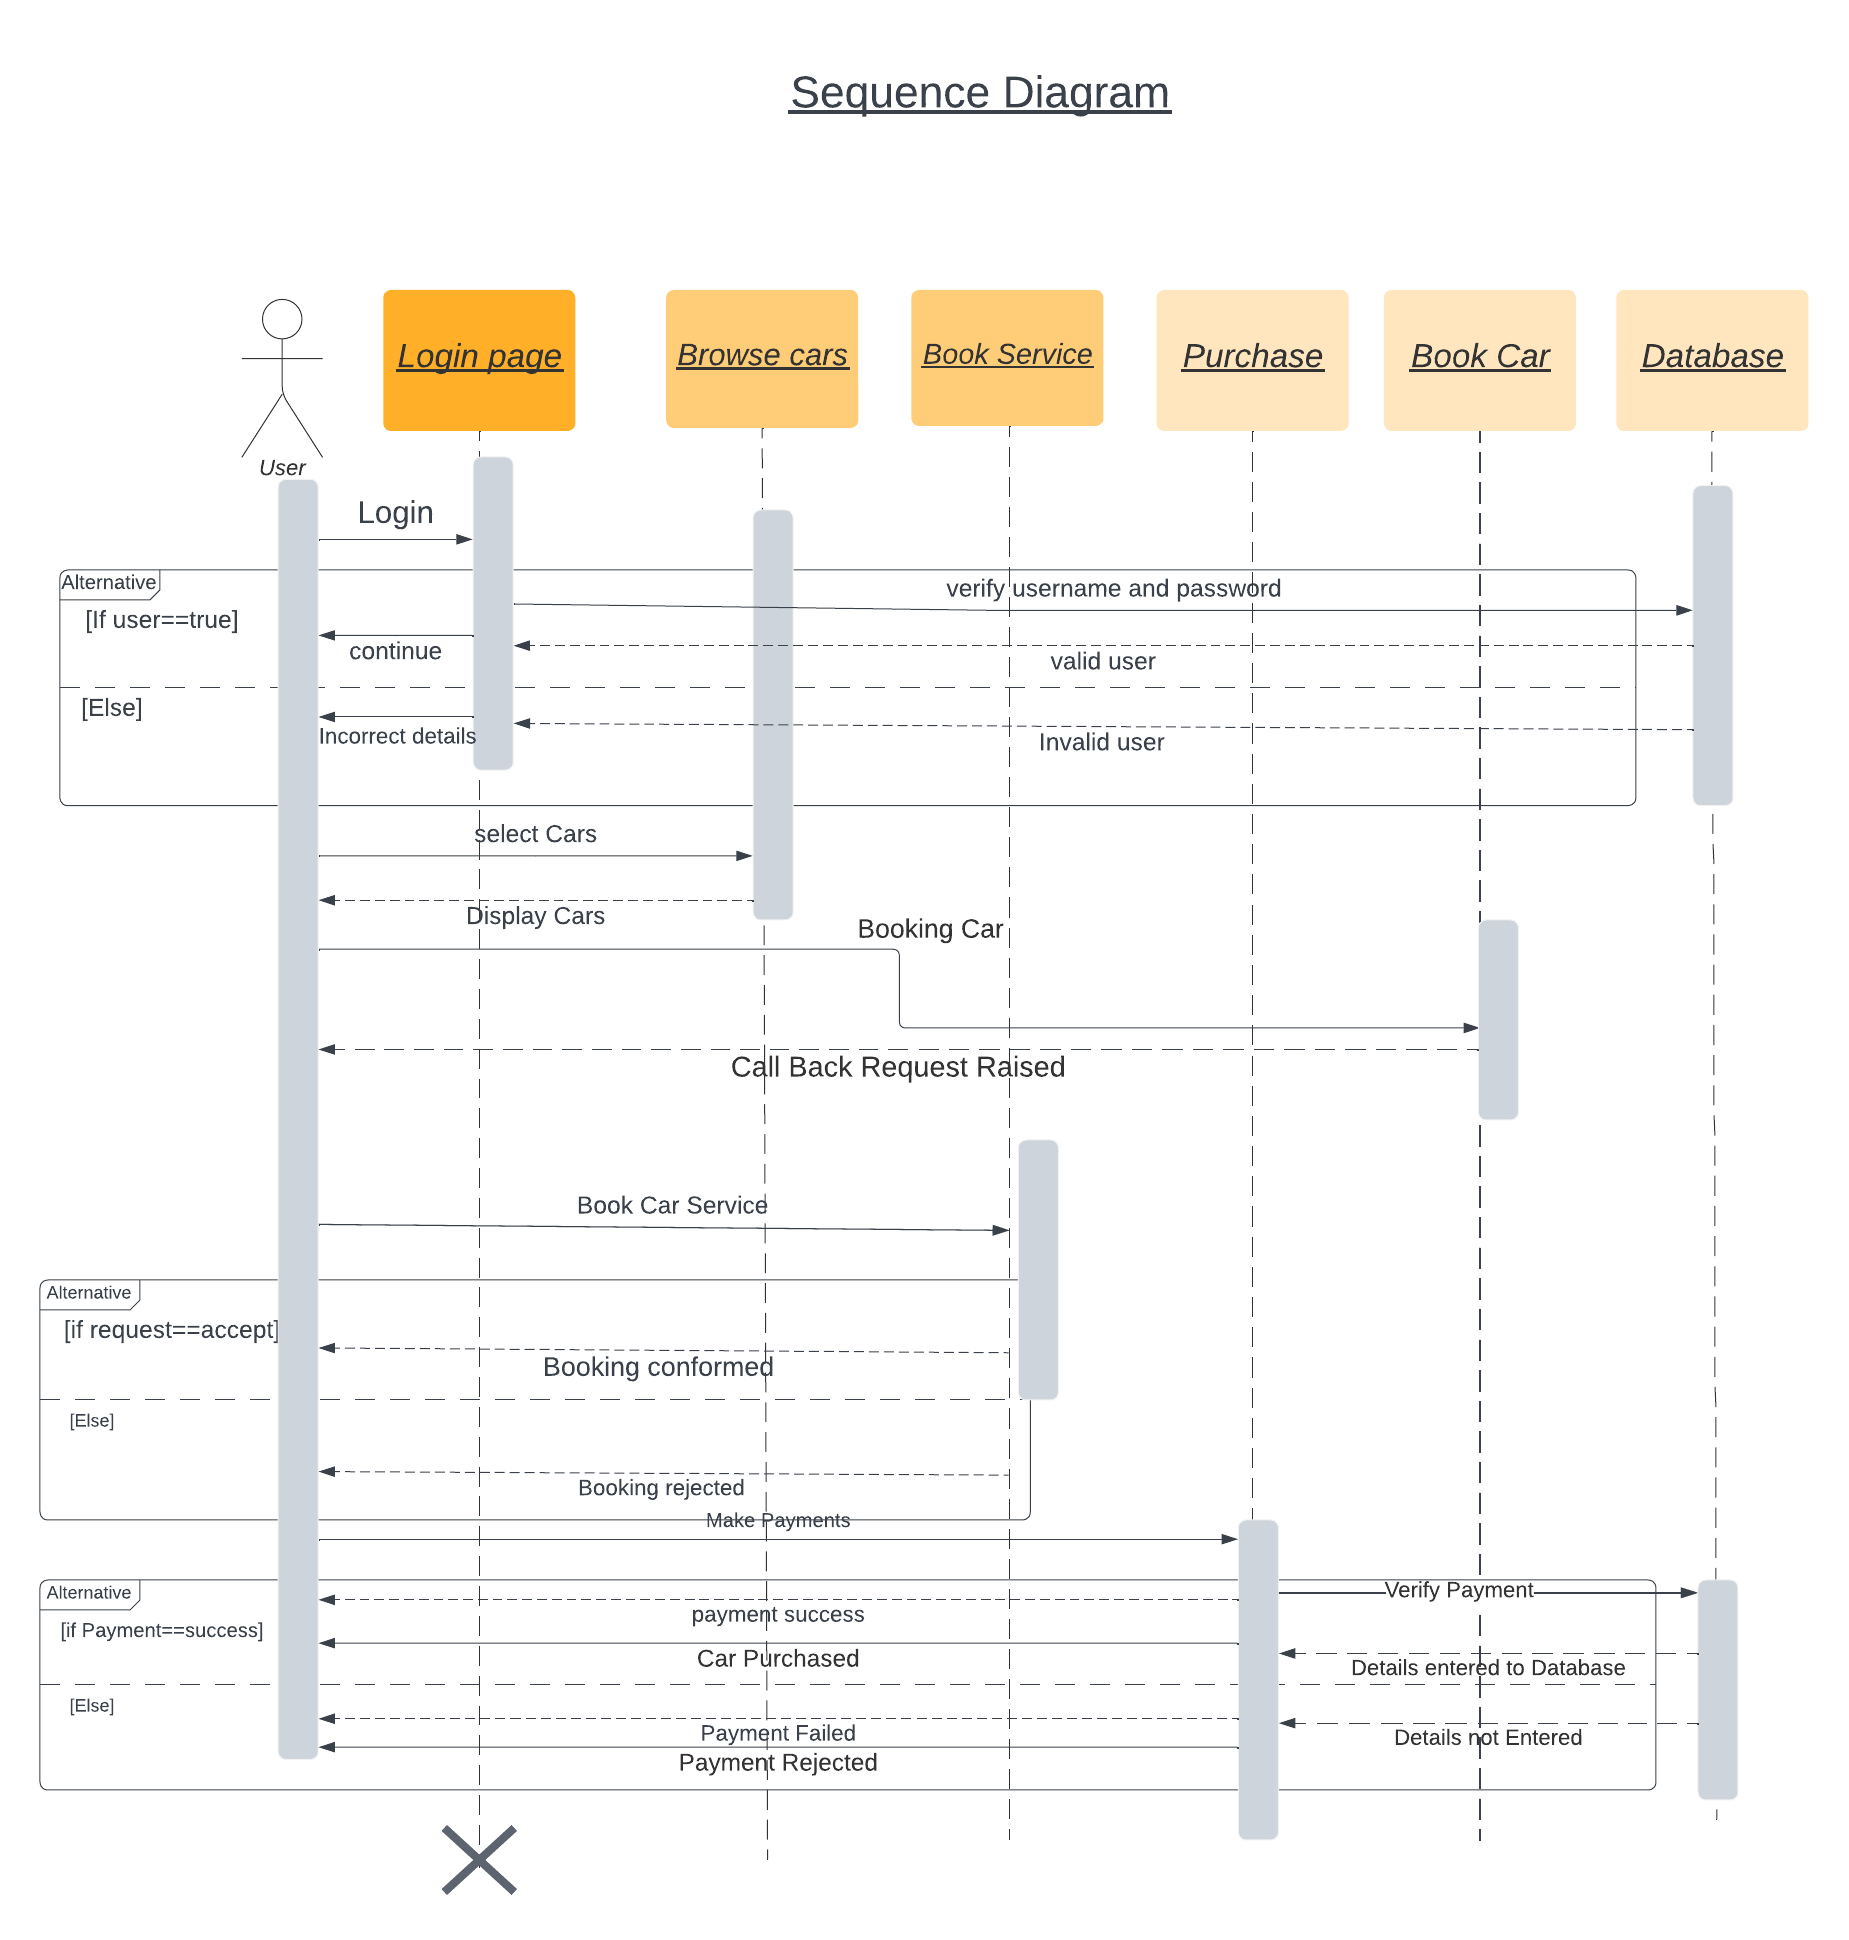 Sequence Diagram
User
Login page
Browse cars
Book Service
Purchase
Book Car
Database
Login
Alternative
verify username and password
[If user==true]
continue
valid user
[Else]
Incorrect details
Invalid user
select Cars
Display Cars
Booking Car
Call Back Request Raised
Book Car Service
Alternative
[if request==accept]
Booking conformed
[Else]
Booking rejected
Make Payments
Alternative
Verify Payment
payment success
[if Payment==success]
Car Purchased
Details entered to Database
[Else]
Payment Failed
Details not Entered
Payment Rejected